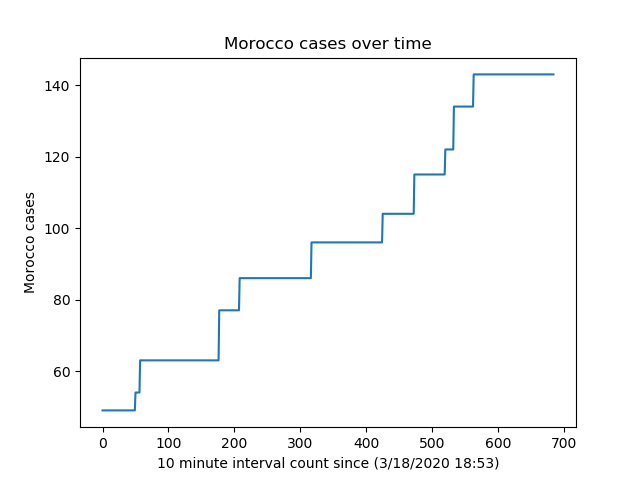 Morocco cases over time
140
120
100
80
60
Morocco cases
0 100 200 300 400 500 600 700
10 minute interval count since (3/18/2020 18:53)